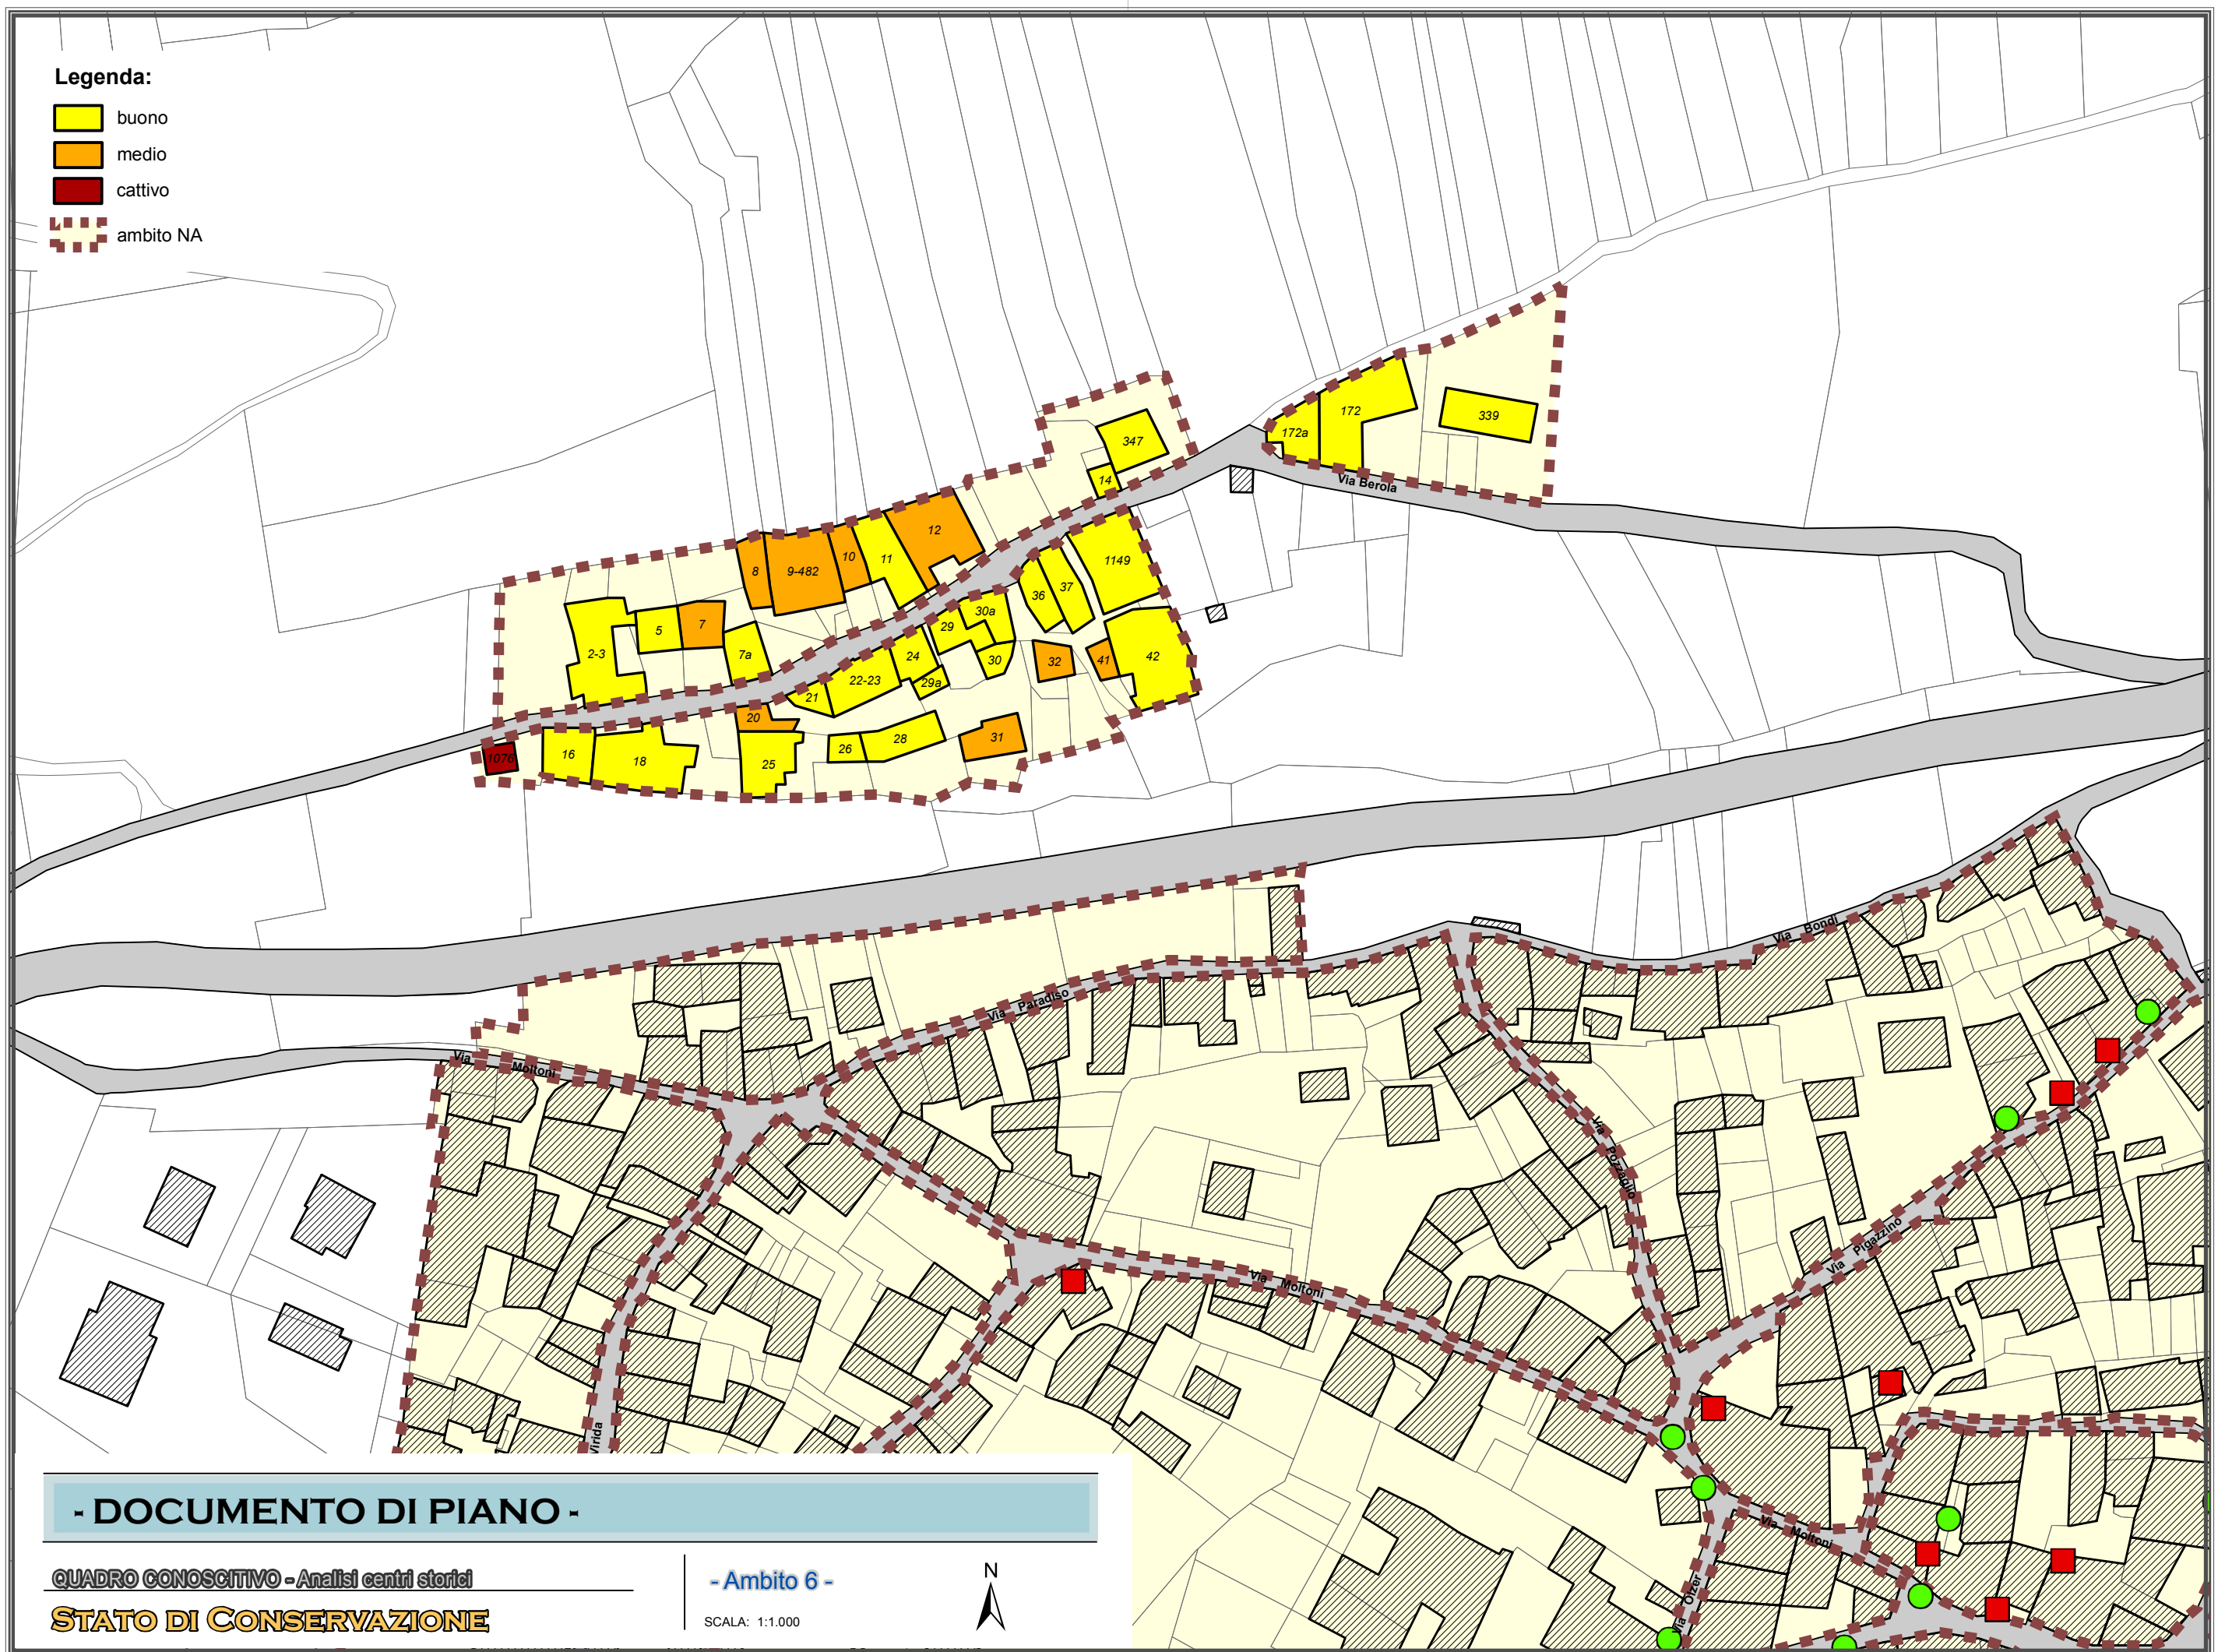 Legenda:
buono
medio
cattivo
ambito NA
172
339
172a
347
14
Via Berola
12
10
11
8
9-482
1149
37
36
30a
29
5
7
2-3
7a
24
30
32
41
42
22-23
29a
21
20
28
31
26
16
18
25
1076
Via Bondi
Via Paradiso
Via Moltoni
Via Pozzaglio
Via Pigazzino
Via Moltoni
Virida
Via Moltoni
Via Olzer
- DOCUMENTO DI PIANO -
QUADRO CONOSCITIVO - Analisi centri storici
STATO DI CONSERVAZIONE
- Ambito 6 -
SCALA: 1:1.000
N